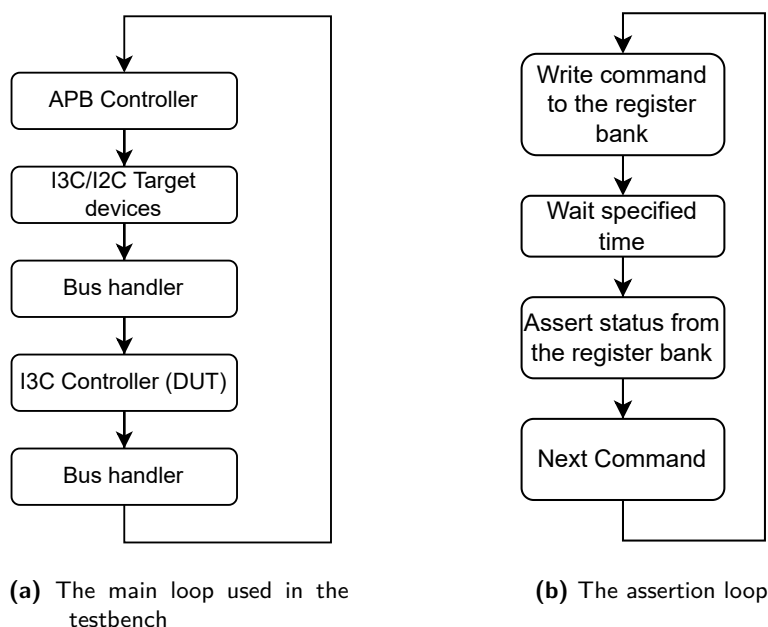 APB Controller
I3C/I2C Target
devices
Bus handler
I3C Controller (DUT)
Bus handler
(a) The main loop used in the
testbench
Write command
to the register
bank
Wait specified
time
Assert status from
the register bank
Next Command
(b) The assertion loop